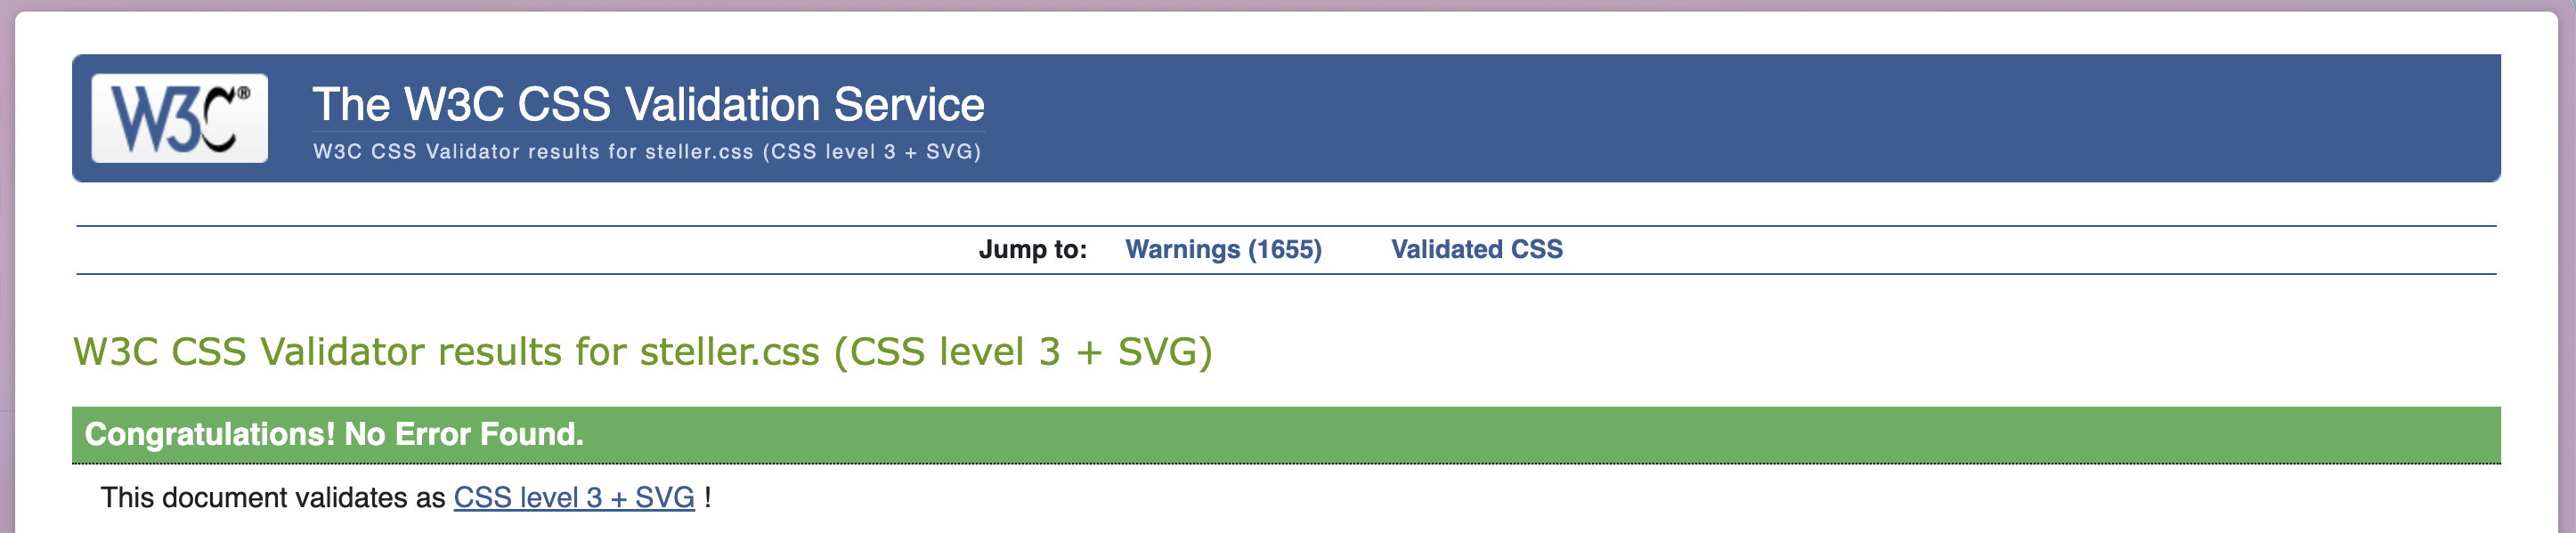 W3C®
The W3C CSS Validation Service
W3C CSS Validator results for steller.css (CSS level 3 + SVG)
Jump to: Warnings (1655) Validated CSS
W3C CSS Validator results for steller.css (CSS level 3 + SVG)
Congratulations! No Error Found.
This document validates as CSS level 3 + SVG !